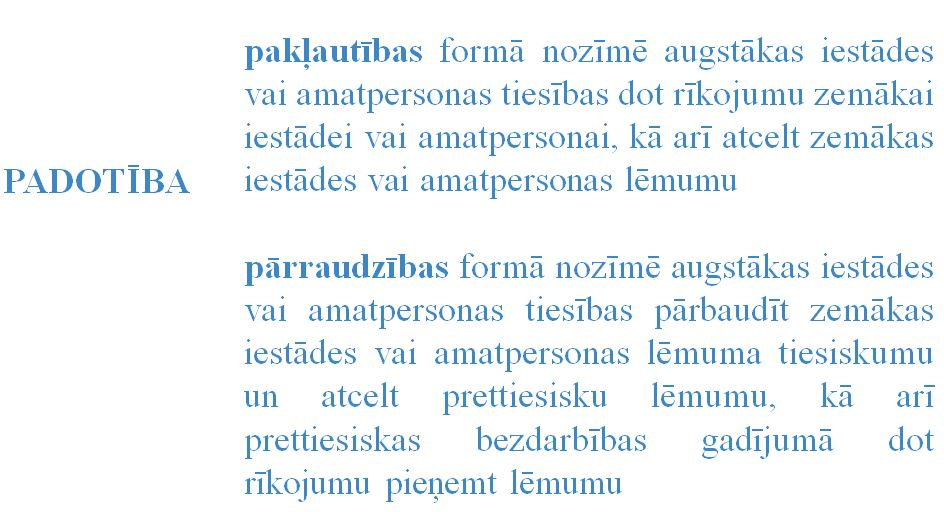 pakļautības formā nozīmē augstākas iestādes
vai amatpersonas tiesības dot rīkojumu zemākai
iestādei vai amatpersonai, kā arī atcelt zemākas
PADOTĪBA
iestādes vai amatpersonas lēmumu
pārraudzības formā nozīmē augstākas iestādes
vai amatpersonas tiesības pārbaudīt zemākas
iestādes vai amatpersonas lēmuma tiesiskumu
un atcelt prettiesisku lēmumu, kā arī
prettiesiskas bezdarbības gadījumā dot
rīkojumu pieņemt lēmumu